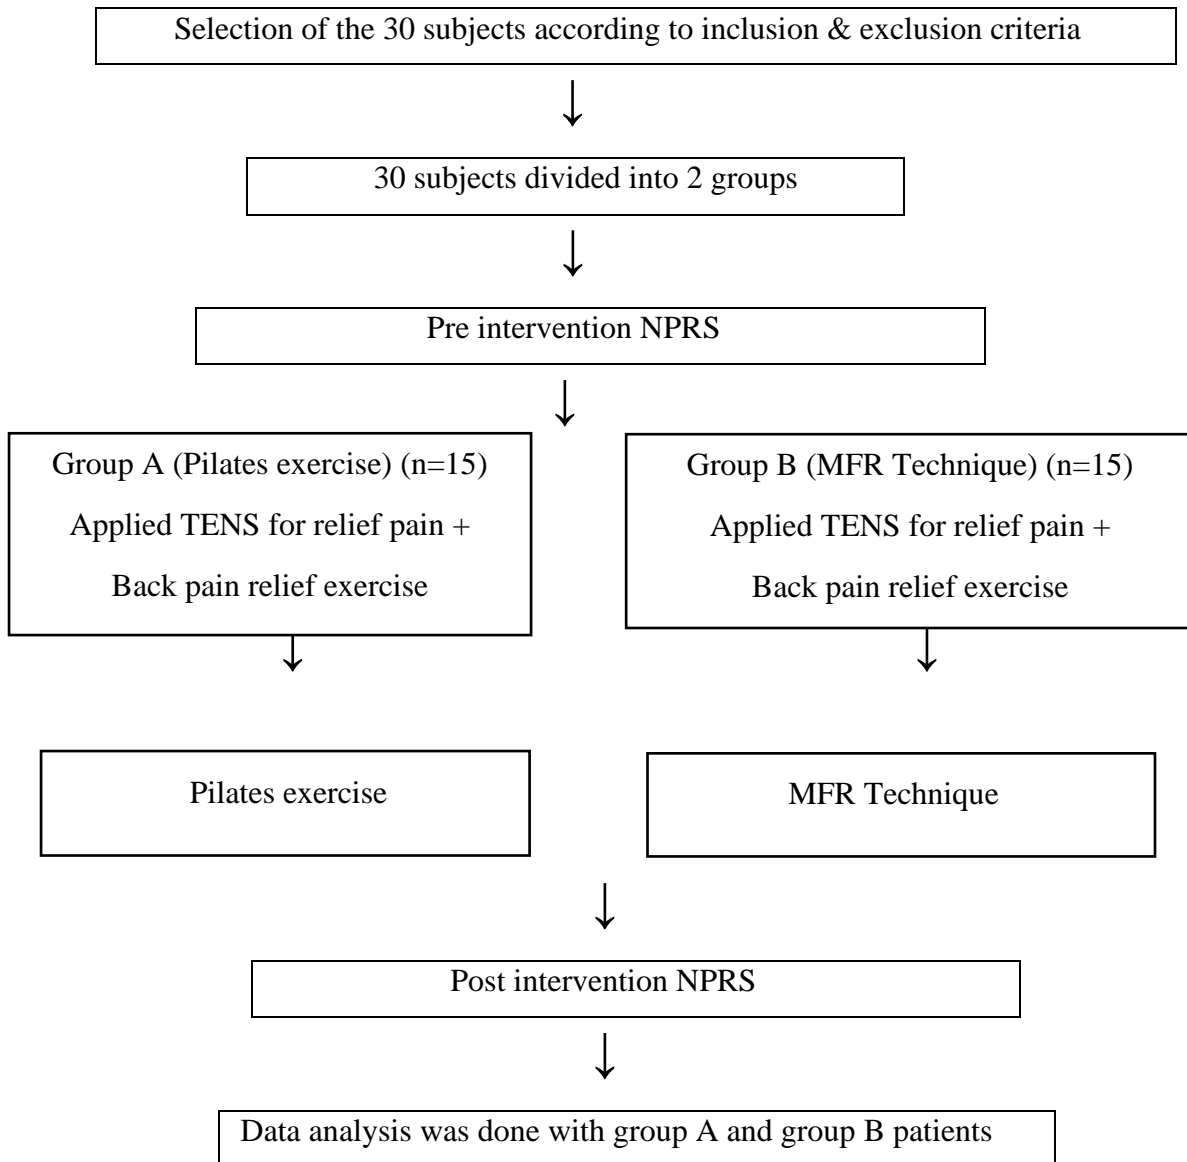 Selection of the 30 subjects according to inclusion & exclusion criteria
30 subjects divided into 2 groups
Pre intervention NPRS
Group A (Pilates exercise) (n=15)
Applied TENS for relief pain +
Back pain relief exercise
Group B (MFR Technique) (n=15)
Applied TENS for relief pain +
Back pain relief exercise
Pilates exercise
MFR Technique
Post intervention NPRS
Data analysis was done with group A and group B patients